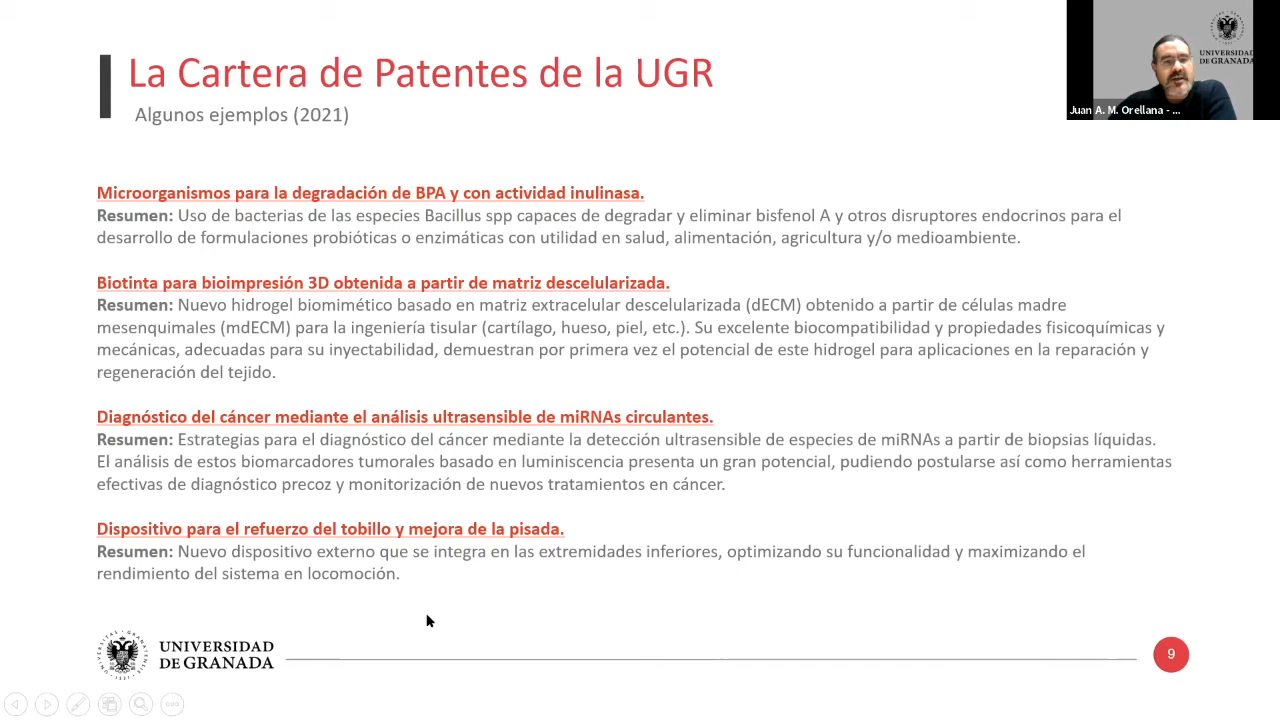 La Cartera de Patentes de la UGR
Algunos ejemplos (2021)
UNIVERSIDAD
DE GRANADA
Juan A. M. Orellana - ...
Microorganismos para la degradación de BPA y con actividad inulinasa.
Resumen: Uso de bacterias de las especies Bacillus spp capaces de degradar y eliminar bisfenol A y otros disruptores endocrinos para el
desarrollo de formulaciones probióticas o enzimáticas con utilidad en salud, alimentación, agricultura y/o medioambiente.
Biotinta para bioimpresión 3D obtenida a partir de matriz descelularizada.
Resumen: Nuevo hidrogel biomimético basado en matriz extracelular descelularizada (dECM) obtenido a partir de células madre
mesenquimales (mdECM) para la ingeniería tisular (cartílago, hueso, piel, etc.). Su excelente biocompatibilidad y propiedades fisicoquímicas y
mecánicas, adecuadas para su inyectabilidad, demuestran por primera vez el potencial de este hidrogel para aplicaciones en la reparación y
regeneración del tejido.
Diagnóstico del cáncer mediante el análisis ultrasensible de miRNAs circulantes.
Resumen: Estrategias para el diagnóstico del cáncer mediante la detección ultrasensible de especies de miRNAs a partir de biopsias líquidas.
El análisis de estos biomarcadores tumorales basado en luminiscencia presenta un gran potencial, pudiendo postularse así como herramientas
efectivas de diagnóstico precoz y monitorización de nuevos tratamientos en cáncer.
Dispositivo para el refuerzo del tobillo y mejora de la pisada.
Resumen: Nuevo dispositivo externo que se integra en las extremidades inferiores, optimizando su funcionalidad y maximizando el
rendimiento del sistema en locomoción.
UNIVERSIDAD
DE GRANADA
9